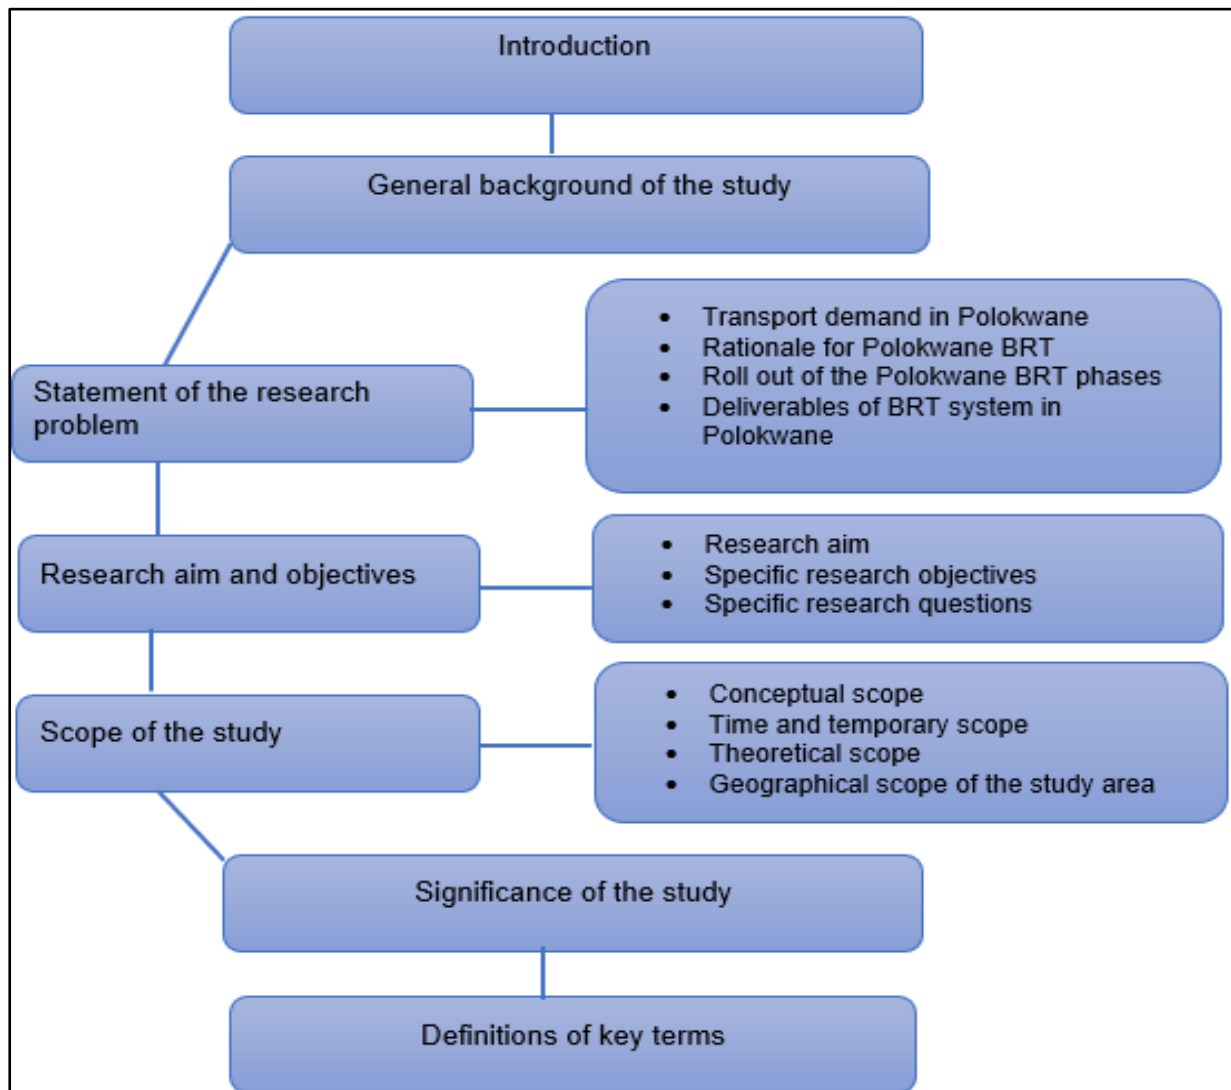 Introduction
General background of the study
• Transport demand in Polokwane
• Rationale for Polokwane BRT
• Roll out of the Polokwane BRT phases
• Deliverables of BRT system in
Polokwane
Statement of the research
problem
Research aim and objectives
• Research aim
• Specific research objectives
• Specific research questions
Scope of the study
• Conceptual scope
• Time and temporary scope
• Theoretical scope
• Geographical scope of the study area
Significance of the study
Definitions of key terms